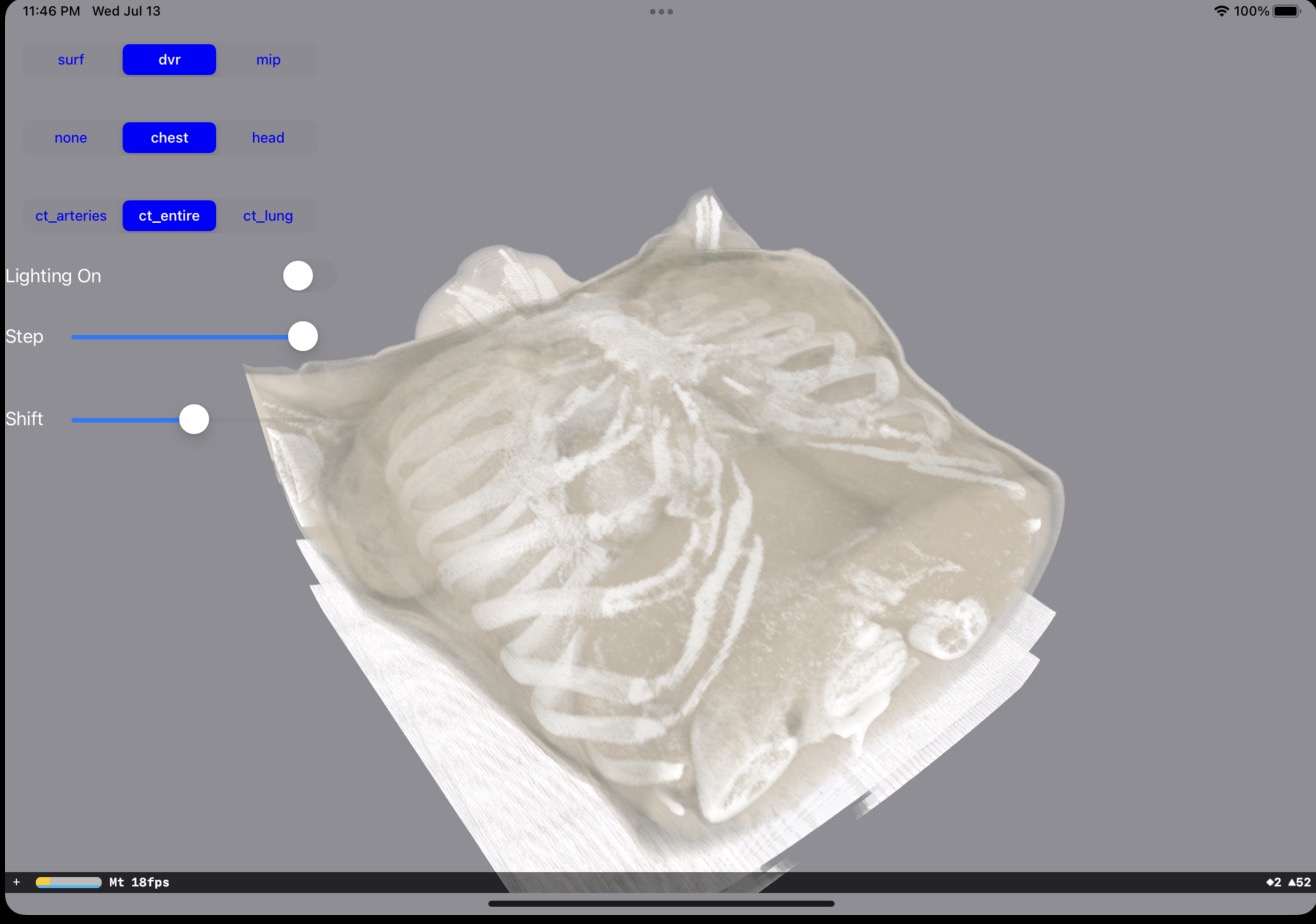 11:46 PM Wed Jul 13
100%
surf dvr mip
none chest head
ct_arteries ct_entire ct_lung
Lighting On
Step
Shift
+ Mt 18fps ◆2 ▲52